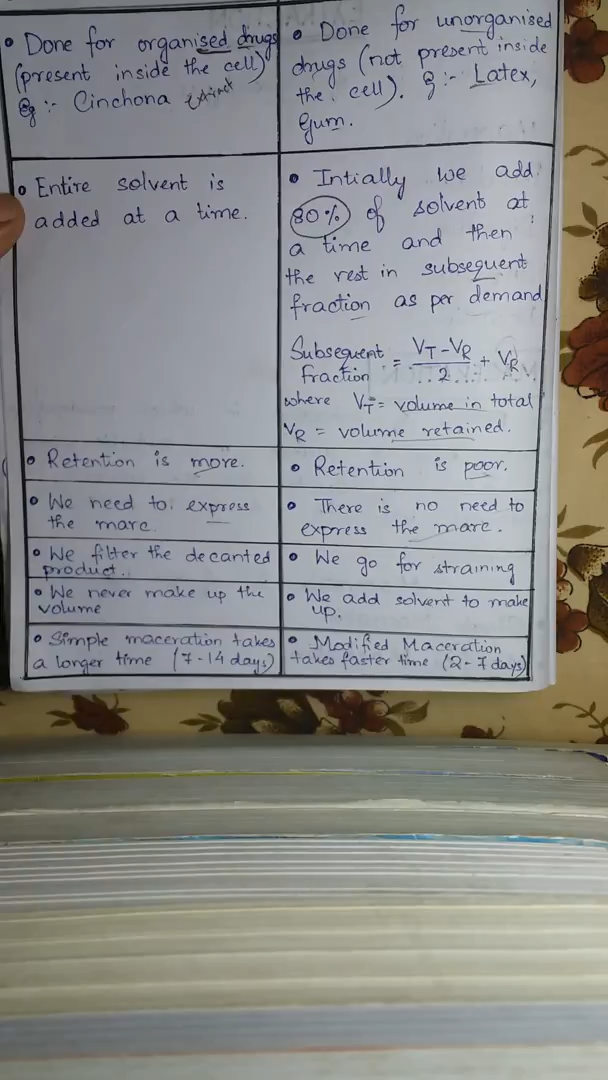 • Done for organised drugs
(present inside the cell)
Eg :- Cinchona extract
• Done for unorganised
drugs (not present inside
the cell). Eg :- Latex,
Gum.
• Entire solvent is
added at a time.
• Intially we add
80% of solvent at
a time and then
the rest in subsequent
fraction as per demand
Subsequent fraction = (VT - VR)/2 + VR
where VT = volume in total
VR = volume retained.
• Retention is more.
• Retention is poor.
• We need to express
the marc.
• There is no need to
express the marc.
• We filter the decanted
product.
• We go for straining
• We never make up the
volume
• We add solvent to make
up.
• Simple maceration takes
a longer time (7-14 days)
• Modified Maceration
takes faster time (2-7 days)